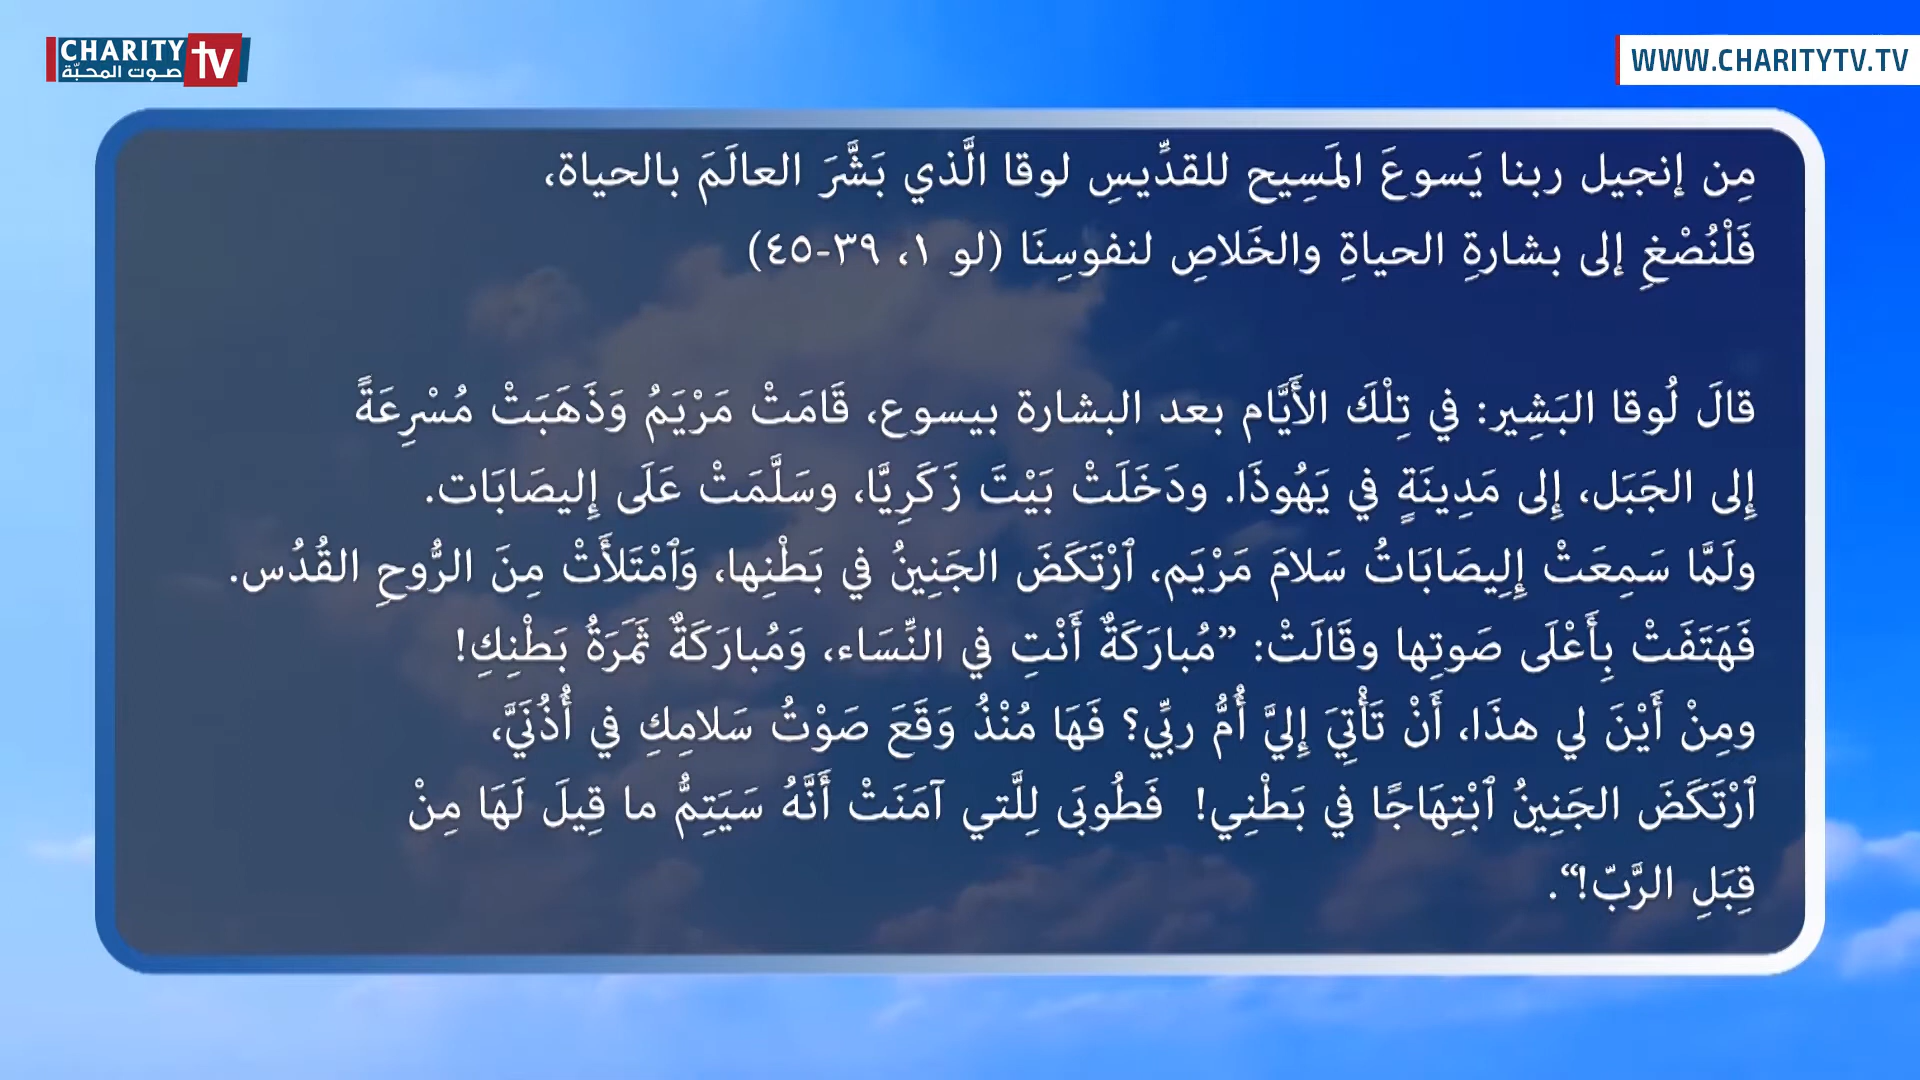 CHARITY tv
صوت المحبّة
WWW.CHARITYTV.TV
مِن إنجيل ربنا يَسوعَ المَسِيح للقدِّيسِ لوقا الَّذي بَشَّرَ العالَمَ بالحياة،
فَلْنُصْغِ إلى بشارةِ الحياةِ والخَلاصِ لنفوسِنَا (لو ١، ٣٩-٤٥)
قالَ لُوقا البَشِير: في تِلْكَ الأَيَّام بعد البشارة بيسوع، قَامَتْ مَرْيَمُ وَذَهَبَتْ مُسْرِعَةً
إِلى الجَبَل، إِلى مَدِينَةٍ في يَهُوذَا. ودَخَلَتْ بَيْتَ زَكَرِيَّا، وسَلَّمَتْ عَلَى إِليصَابَات.
ولَمَّا سَمِعَتْ إِلِيصَابَاتُ سَلامَ مَرْيَم، ٱرْتَكَضَ الجَنِينُ في بَطْنِها، وَٱمْتَلأَتْ مِنَ الرُّوحِ القُدُس.
فَهَتَفَتْ بِأَعْلَى صَوتِها وقَالَتْ: ”مُبارَكَةٌ أَنْتِ في النِّسَاء، وَمُبارَكَةٌ ثَمَرَةُ بَطْنِكِ!
ومِنْ أَيْنَ لي هذَا، أَنْ تَأْتِيَ إِليَّ أُمُّ ربِّي؟ فَهَا مُنْذُ وَقَعَ صَوْتُ سَلامِكِ في أُذُنَيَّ،
ٱرْتَكَضَ الجَنِينُ ٱبْتِهَاجًا في بَطْنِي! فَطُوبَى لِلَّتي آمَنَتْ أَنَّهُ سَيَتِمُّ ما قِيلَ لَهَا مِنْ
قِبَلِ الرَّبّ!“.